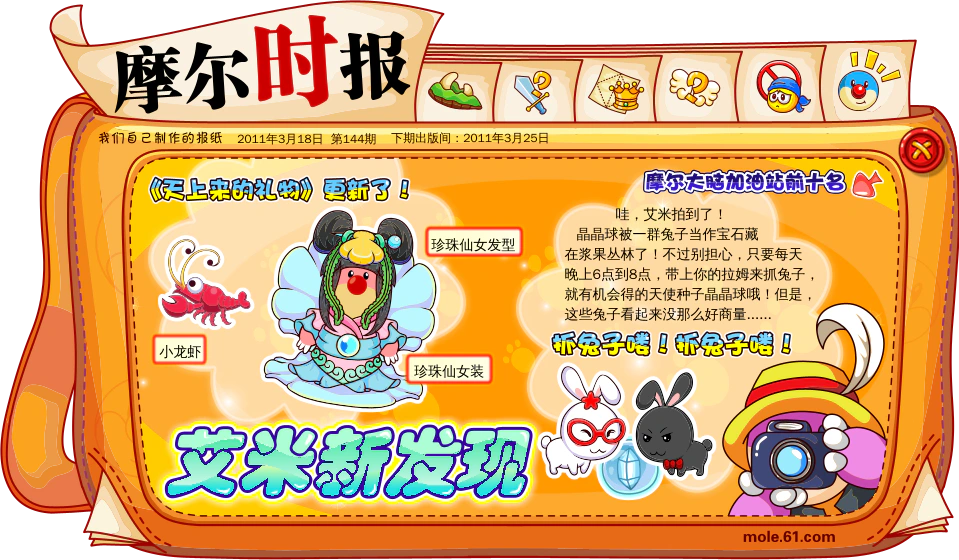 摩尔时报
我们自己制作的报纸 2011年3月18日 第144期 下期出版间：2011年3月25日
《天上来的礼物》更新了！
珍珠仙女发型
小龙虾
珍珠仙女装
艾米新发现
摩尔大脑加油站前十名
哇，艾米拍到了！
晶晶球被一群兔子当作宝石藏
在浆果丛林了！不过别担心，只要每天
晚上6点到8点，带上你的拉姆来抓兔子，
就有机会得的天使种子晶晶球哦！但是，
这些兔子看起来没那么好商量......
抓兔子喽！抓兔子喽！
mole.61.com